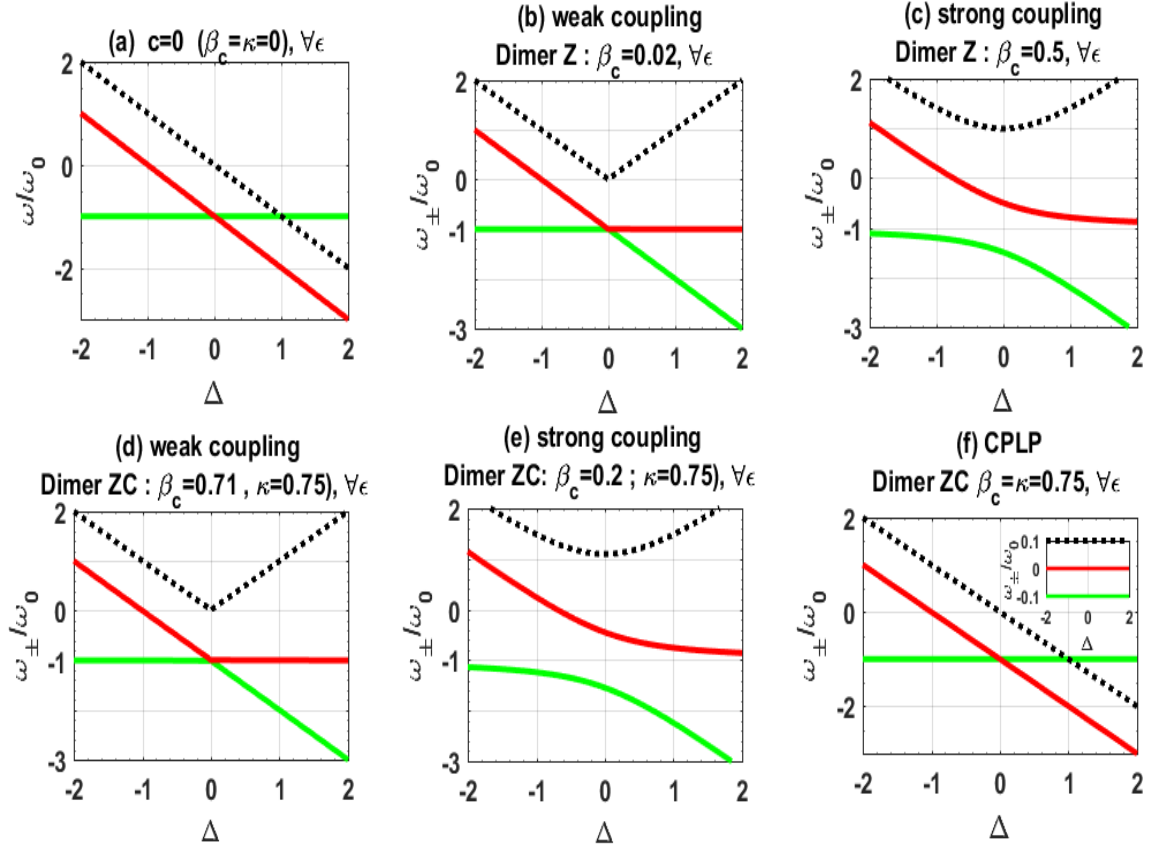 (a) c=0 (β_c=κ=0), ∀ϵ
2
0
-2
-2 -1 0 1 2
ω/ω_0
Δ
(b) weak coupling
Dimer Z : β_c=0.02, ∀ϵ
2
0
-1
-3
-2 -1 0 1 2
ω_±/ω_0
Δ
(c) strong coupling
Dimer Z : β_c=0.5, ∀ϵ
2
0
-1
-3
-2 -1 0 1 2
ω_±/ω_0
Δ
(d) weak coupling
Dimer ZC : β_c=0.71 , κ=0.75), ∀ϵ
2
0
-1
-3
-2 -1 0 1 2
ω_±/ω_0
Δ
(e) strong coupling
Dimer ZC: β_c=0.2 ; κ=0.75), ∀ϵ
2
0
-1
-3
-2 -1 0 1 2
ω_±/ω_0
Δ
(f) CPLP
Dimer ZC β_c=κ=0.75, ∀ϵ
2
0
-2
-2 -1 0 1 2
ω_±/ω_0
Δ
0.1
0
-0.1
-2 0 2
ω_±/ω_0
Δ